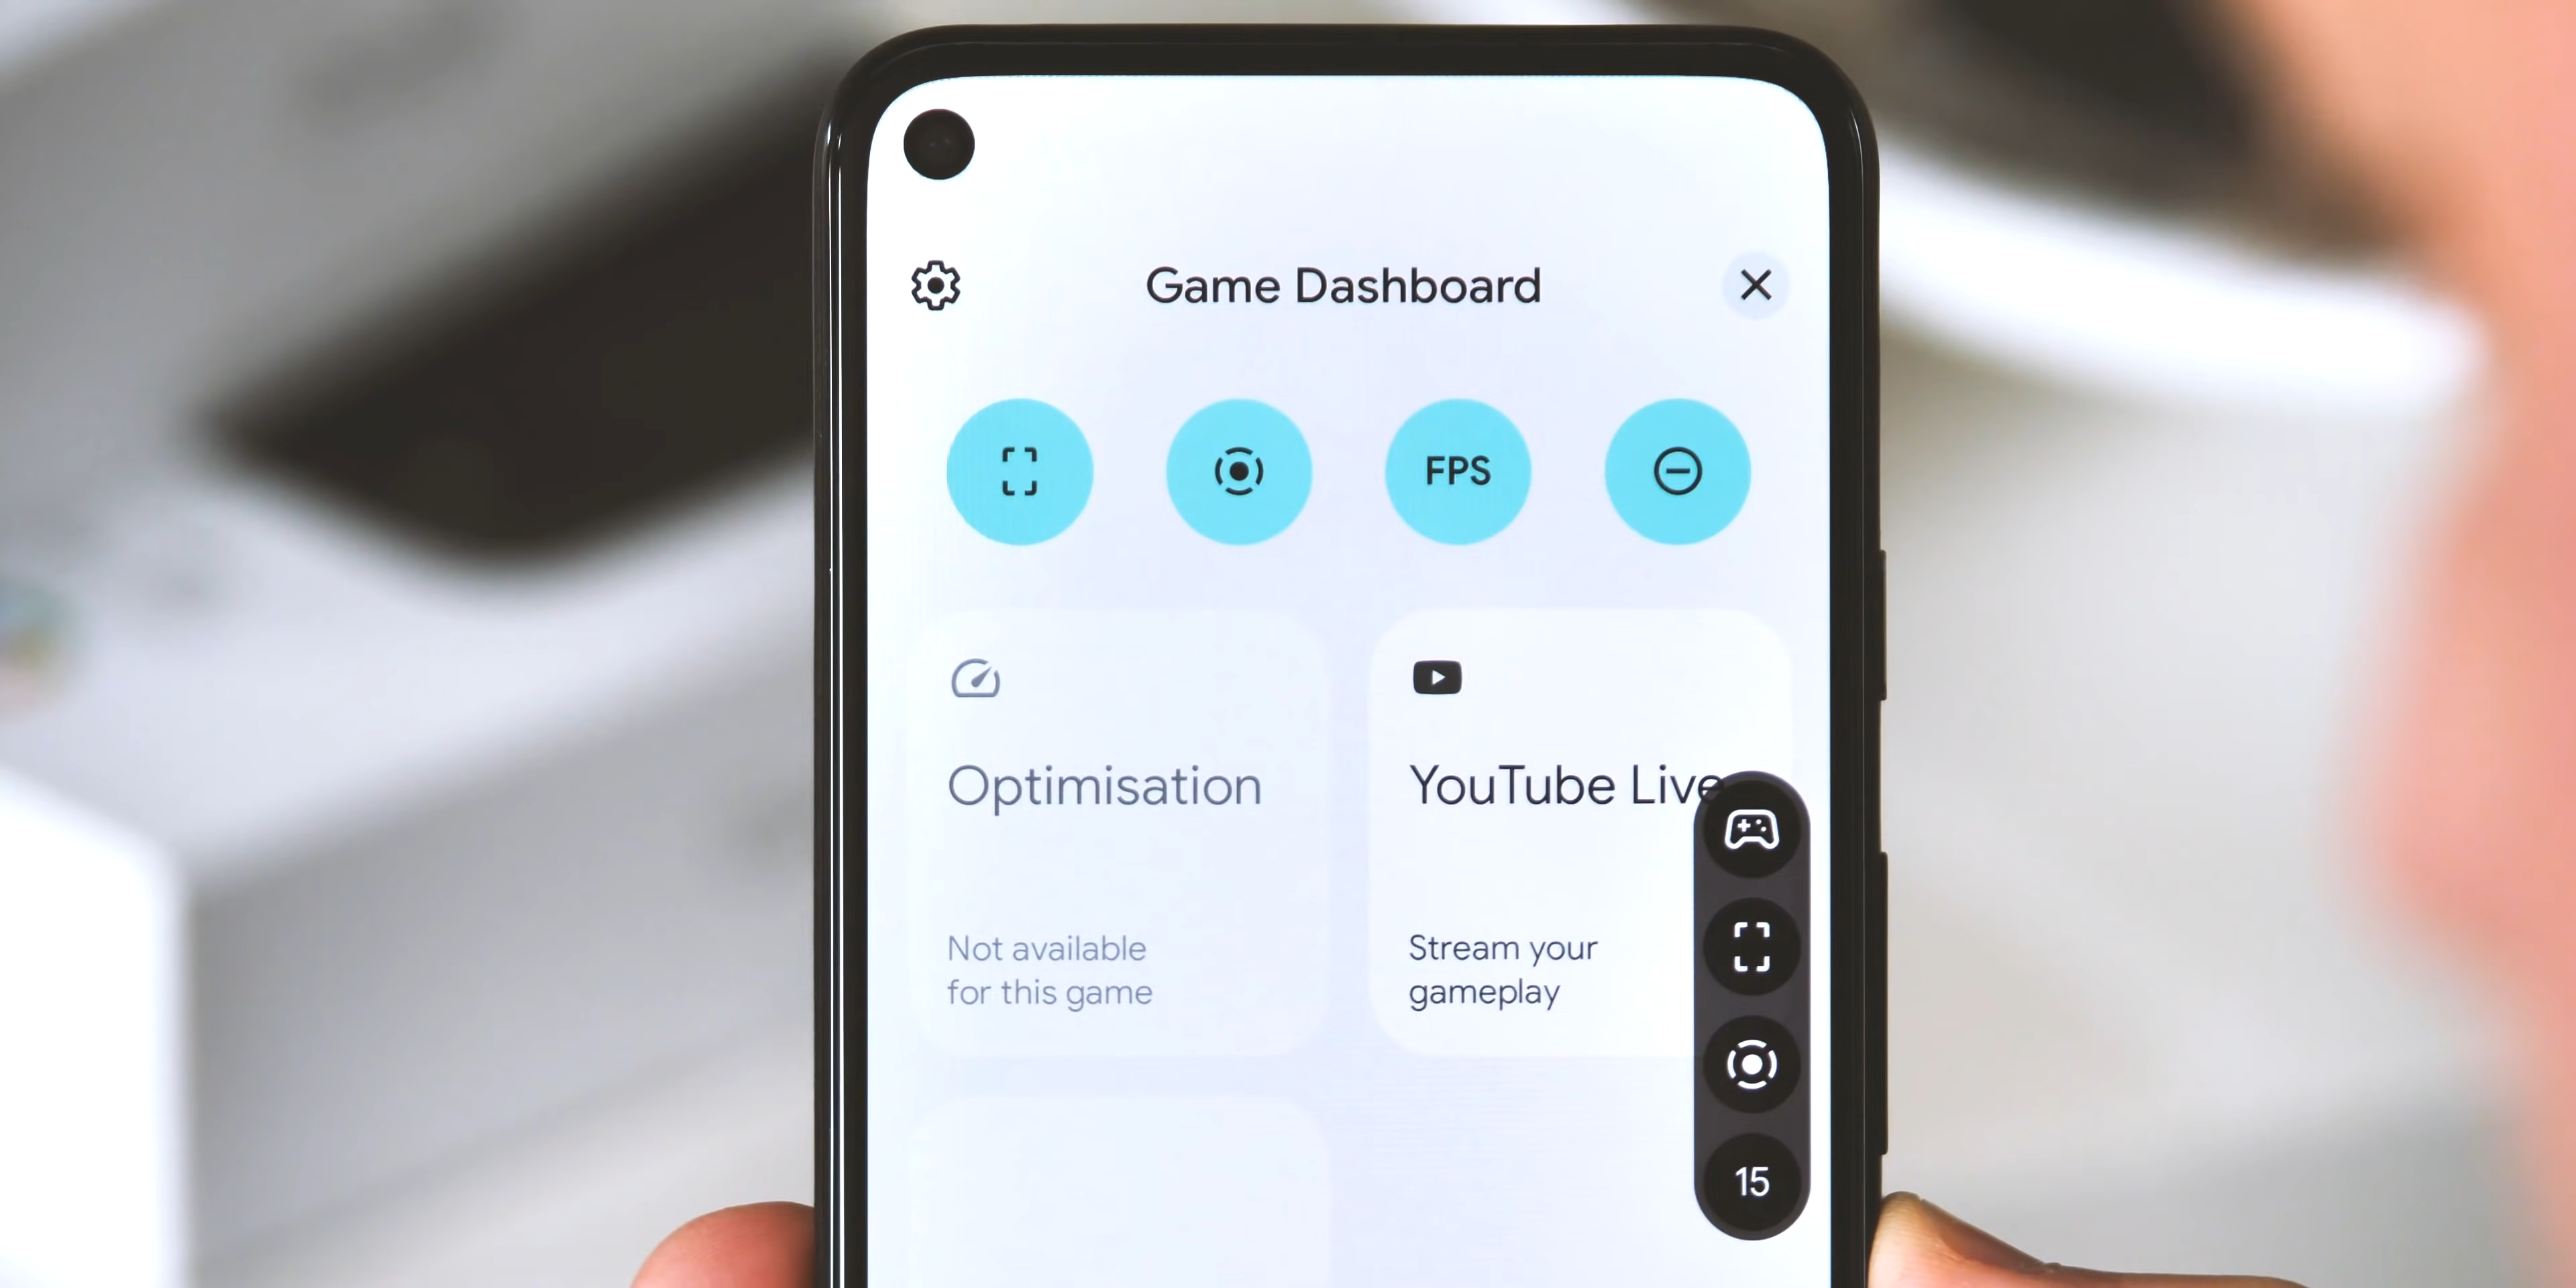 Game Dashboard
FPS
Optimisation
Not available
for this game
YouTube Live
Stream your
gameplay
15